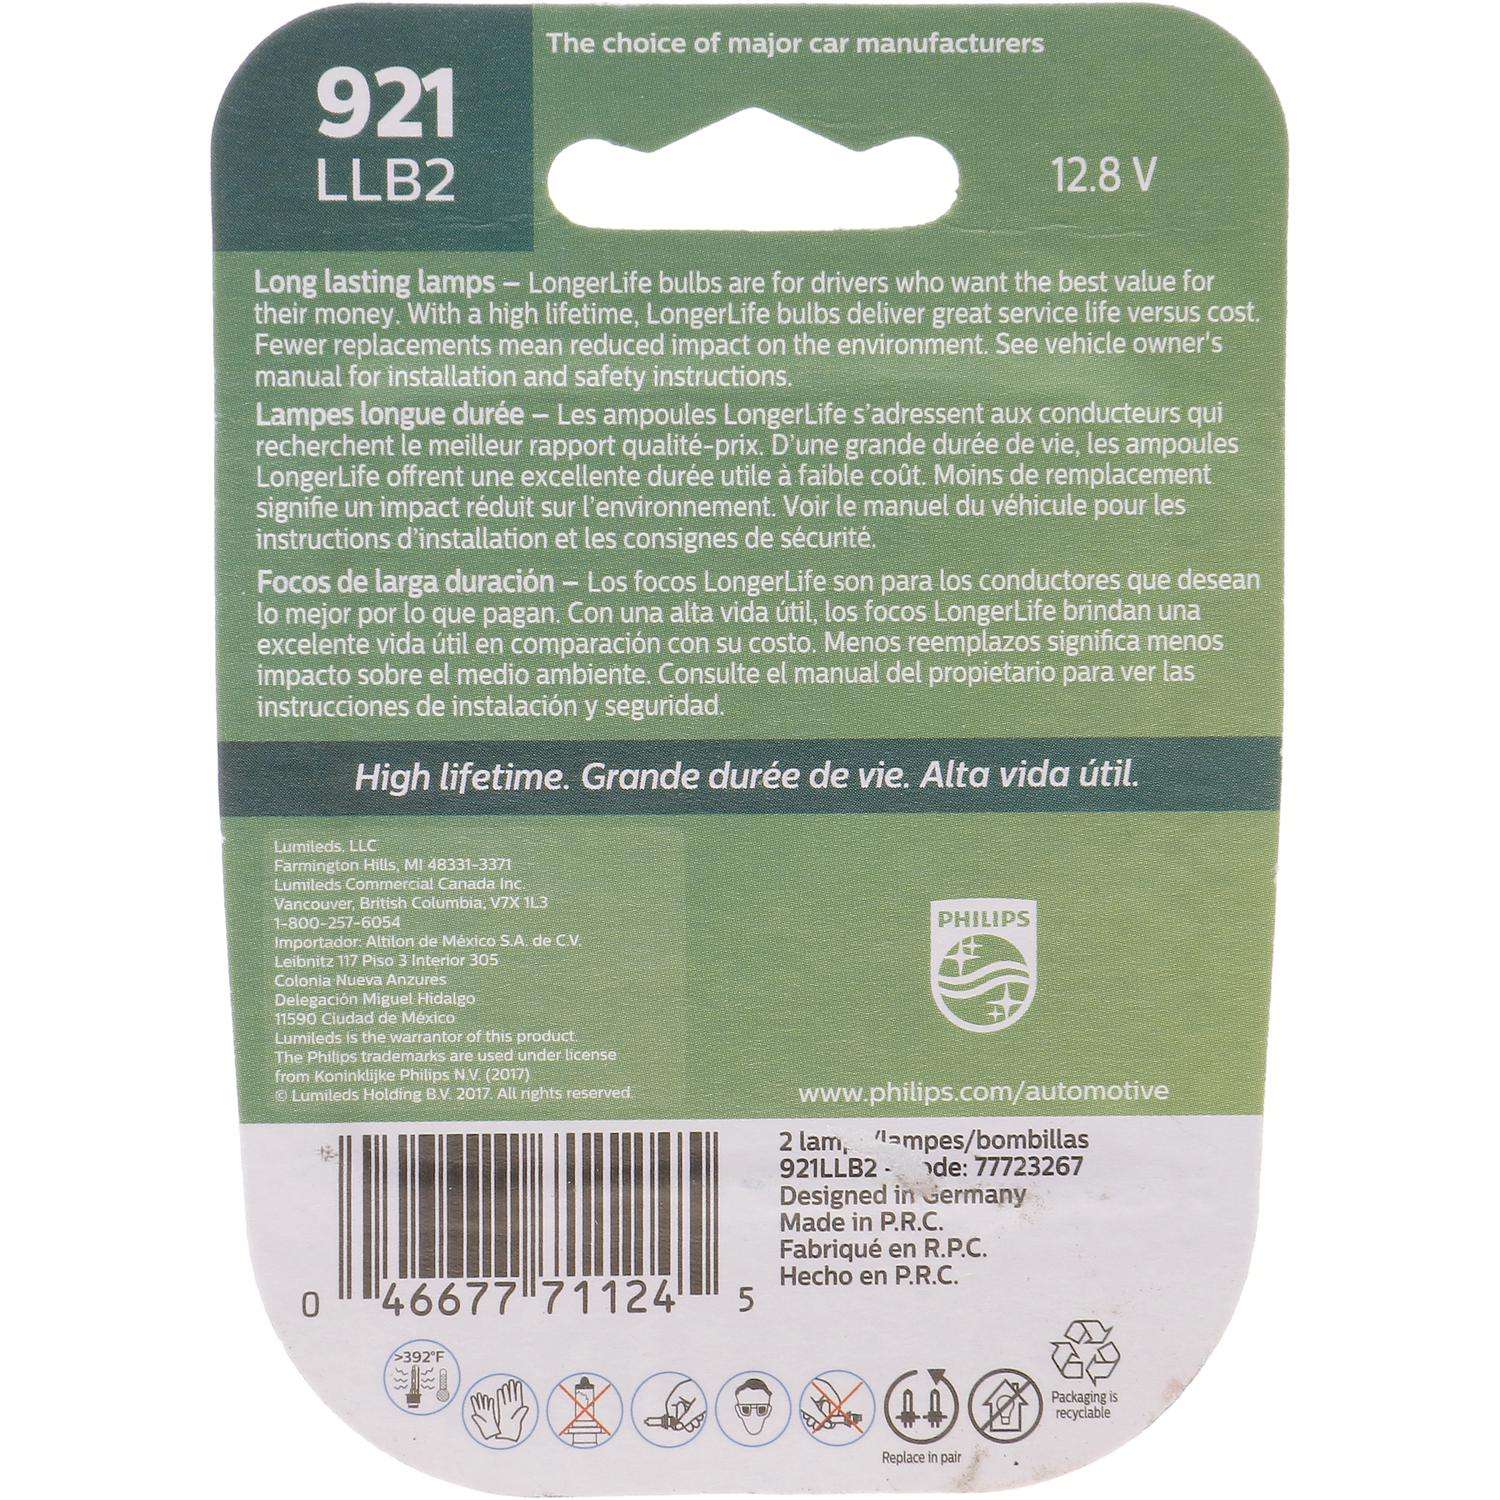 The choice of major car manufacturers
921
LLB2
12.8 V
Long lasting lamps – LongerLife bulbs are for drivers who want the best value for
their money. With a high lifetime, LongerLife bulbs deliver great service life versus cost.
Fewer replacements mean reduced impact on the environment. See vehicle owner's
manual for installation and safety instructions.
Lampes longue durée – Les ampoules LongerLife s'adressent aux conducteurs qui
recherchent le meilleur rapport qualité-prix. D'une grande durée de vie, les ampoules
LongerLife offrent une excellente durée utile à faible coût. Moins de remplacement
signifie un impact réduit sur l'environnement. Voir le manuel du véhicule pour les
instructions d'installation et les consignes de sécurité.
Focos de larga duración – Los focos LongerLife son para los conductores que desean
lo mejor por lo que pagan. Con una alta vida útil, los focos LongerLife brindan una
excelente vida útil en comparación con su costo. Menos reemplazos significa menos
impacto sobre el medio ambiente. Consulte el manual del propietario para ver las
instrucciones de instalación y seguridad.
High lifetime. Grande durée de vie. Alta vida útil.
Lumileds, LLC
Farmington Hills, MI 48331-3371
Lumileds Commercial Canada Inc.
Vancouver, British Columbia, V7X 1L3
1-800-257-6054
Importador: Altilon de México S.A. de C.V.
Leibnitz 117 Piso 3 Interior 305
Colonia Nueva Anzures
Delegación Miguel Hidalgo
11590 Ciudad de México
Lumileds is the warrantor of this product.
The Philips trademarks are used under license
from Koninklijke Philips N.V. (2017)
© Lumileds Holding B.V. 2017. All rights reserved.
PHILIPS
www.philips.com/automotive
2 /lampes/bombillas
921LLB2 - 77723267
Designed in Germany
Made in P.R.C.
Fabriqué en R.P.C.
Hecho en P.R.C.
0 46677 71124 5
>392°F
Replace in pair
Packaging is
recyclable